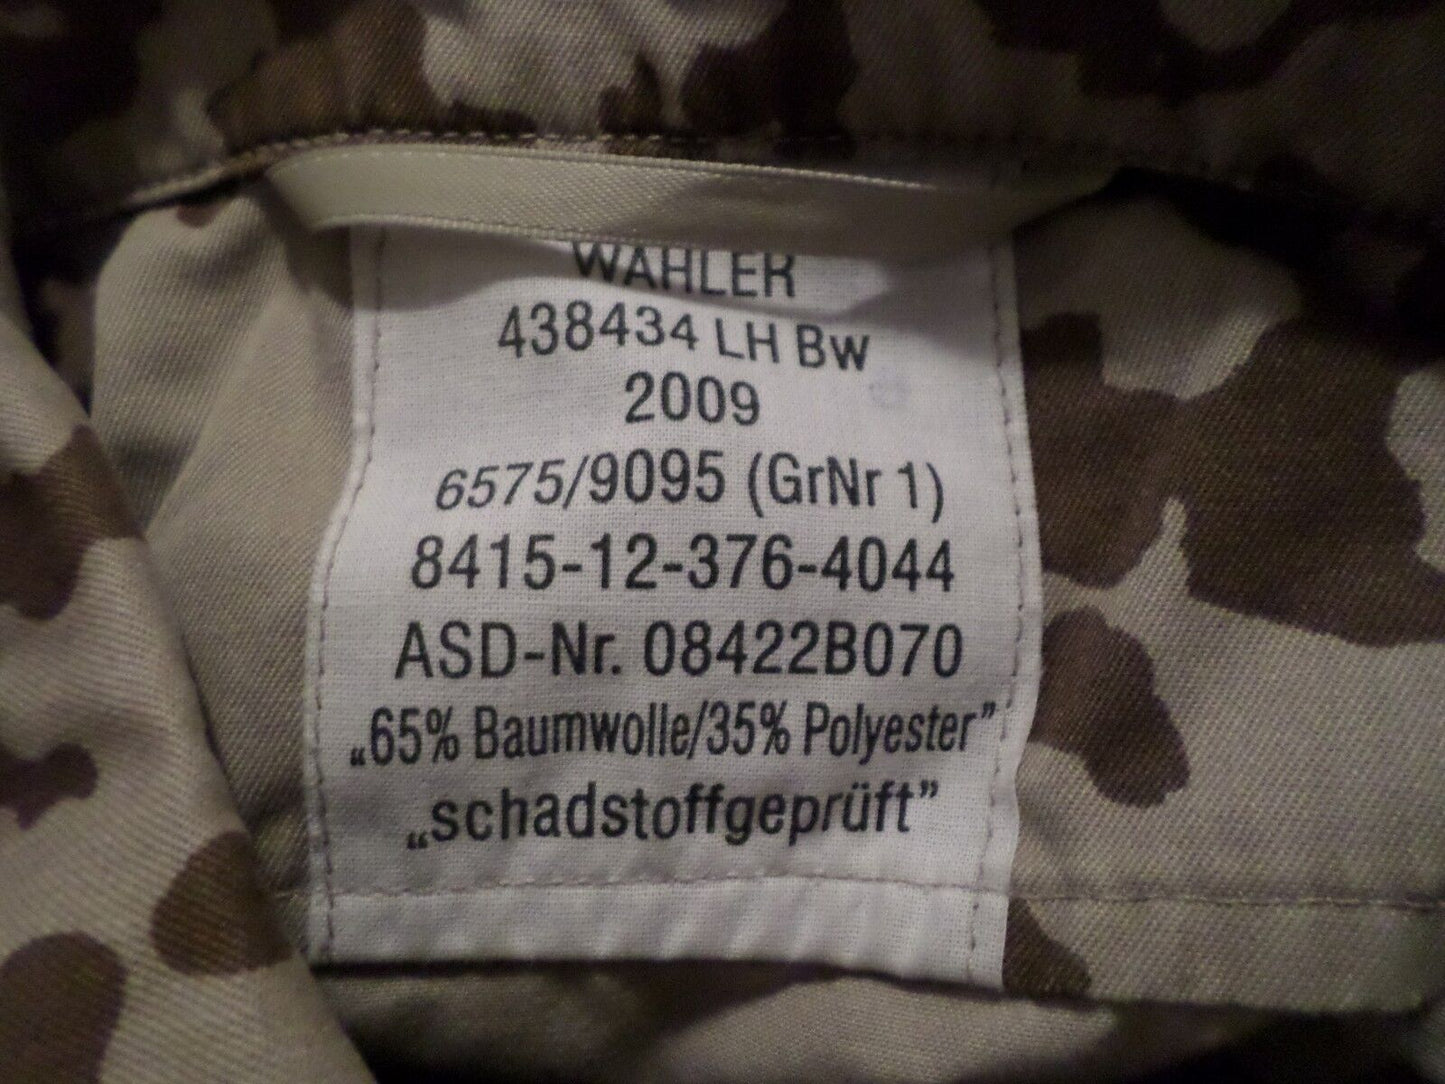 WAHLER
438434 LH Bw
2009
6575/9095 (GrNr 1)
8415-12-376-4044
ASD-Nr. 08422B070
„65% Baumwolle/35% Polyester”
„schadstoffgeprüft”